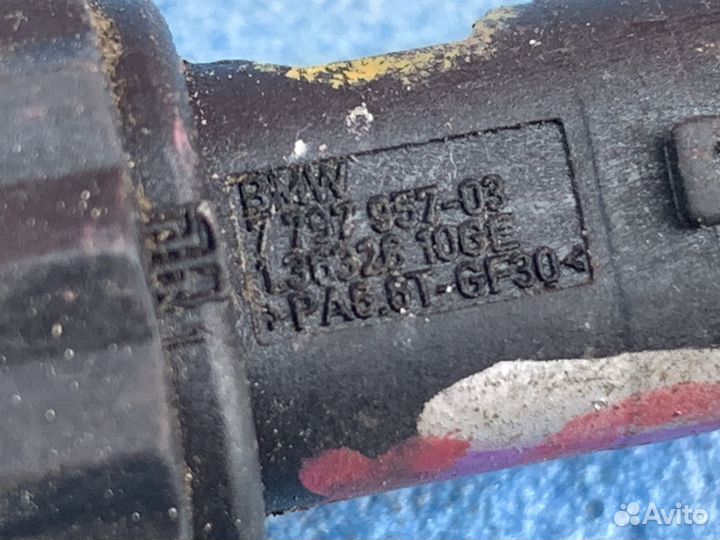 BMW
7 797 957-03
1.36326 10GE
>PA6.6T-GF30<
Avito